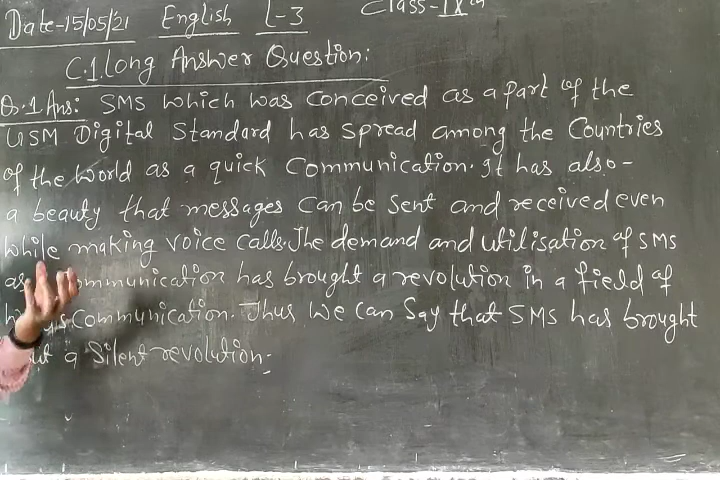 Date-15/05/21 English L-3 Class-IXth
C.1.Long Answer Question:
Q.1 Ans: SMS which was conceived as a part of the
GSM Digital Standard has spread among the Countries
of the world as a quick Communication. It has also-
a beauty that messages Can be sent and received even
while making voice calls. The demand and utilisation of SMS
as Communication has brought a revolution in a field of
Communication. Thus We can Say that SMS has brought
a Silent revolution: